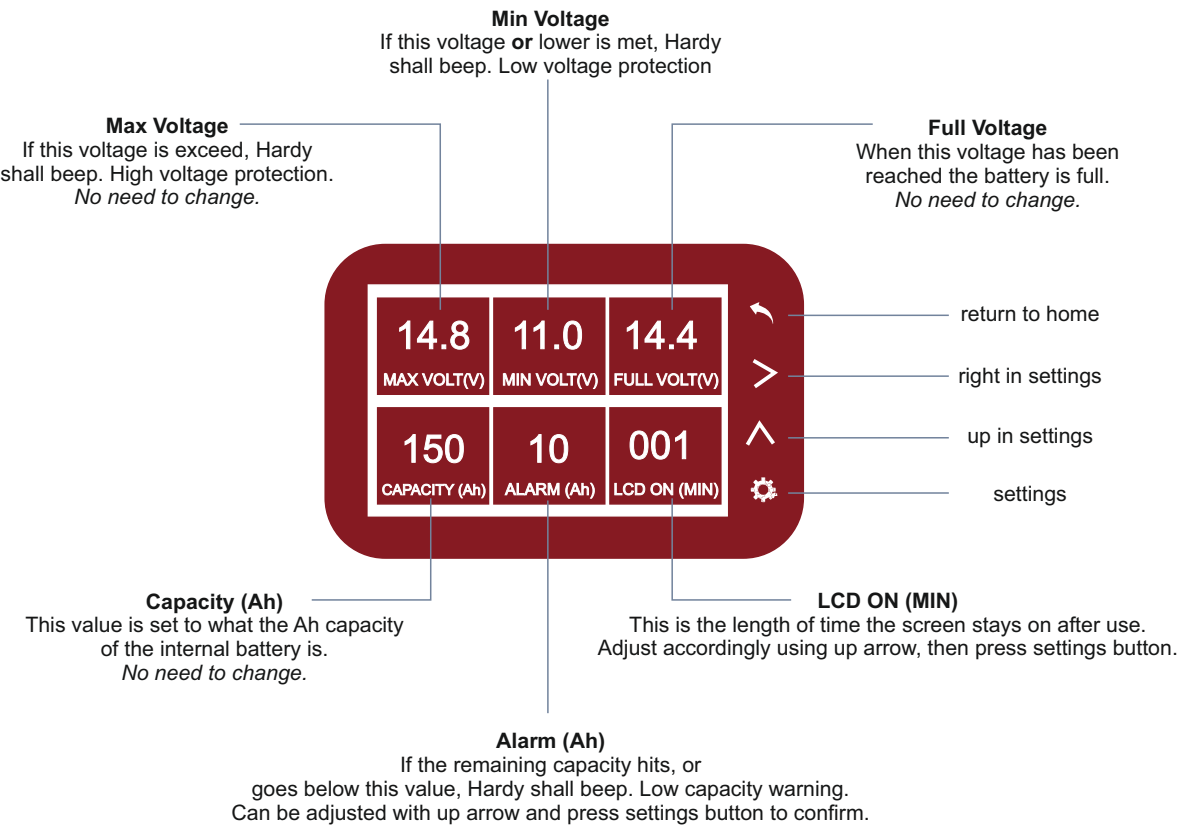 Min Voltage
If this voltage or lower is met, Hardy
shall beep. Low voltage protection
Max Voltage
If this voltage is exceed, Hardy
shall beep. High voltage protection.
No need to change.
Full Voltage
When this voltage has been
reached the battery is full.
No need to change.
14.8
MAX VOLT(V)
11.0
MIN VOLT(V)
14.4
FULL VOLT(V)
150
CAPACITY (Ah)
10
ALARM (Ah)
001
LCD ON (MIN)
return to home
right in settings
up in settings
settings
Capacity (Ah)
This value is set to what the Ah capacity
of the internal battery is.
No need to change.
LCD ON (MIN)
This is the length of time the screen stays on after use.
Adjust accordingly using up arrow, then press settings button.
Alarm (Ah)
If the remaining capacity hits, or
goes below this value, Hardy shall beep. Low capacity warning.
Can be adjusted with up arrow and press settings button to confirm.